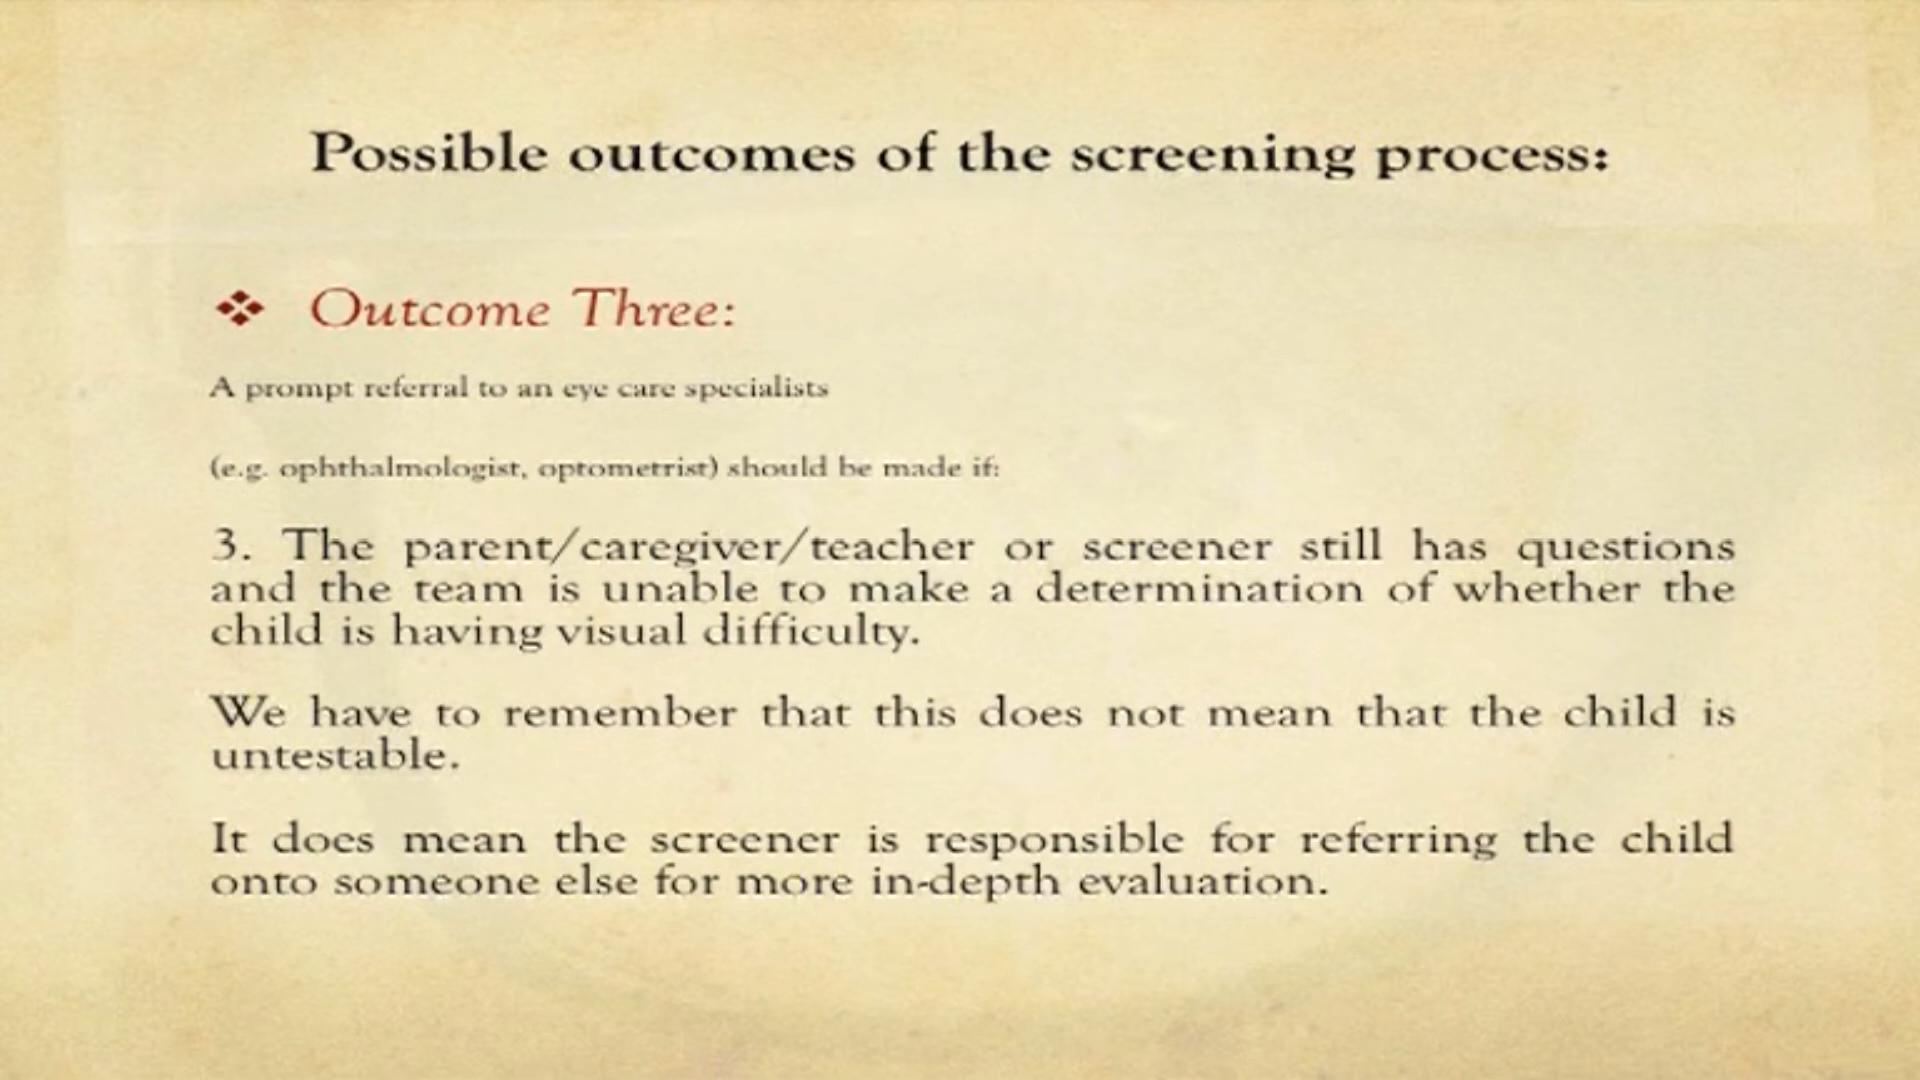 Possible outcomes of the screening process:
❖ Outcome Three:
A prompt referral to an eye care specialists
(e.g. ophthalmologist, optometrist) should be made if:
3. The parent/caregiver/teacher or screener still has questions
and the team is unable to make a determination of whether the
child is having visual difficulty.
We have to remember that this does not mean that the child is
untestable.
It does mean the screener is responsible for referring the child
onto someone else for more in-depth evaluation.